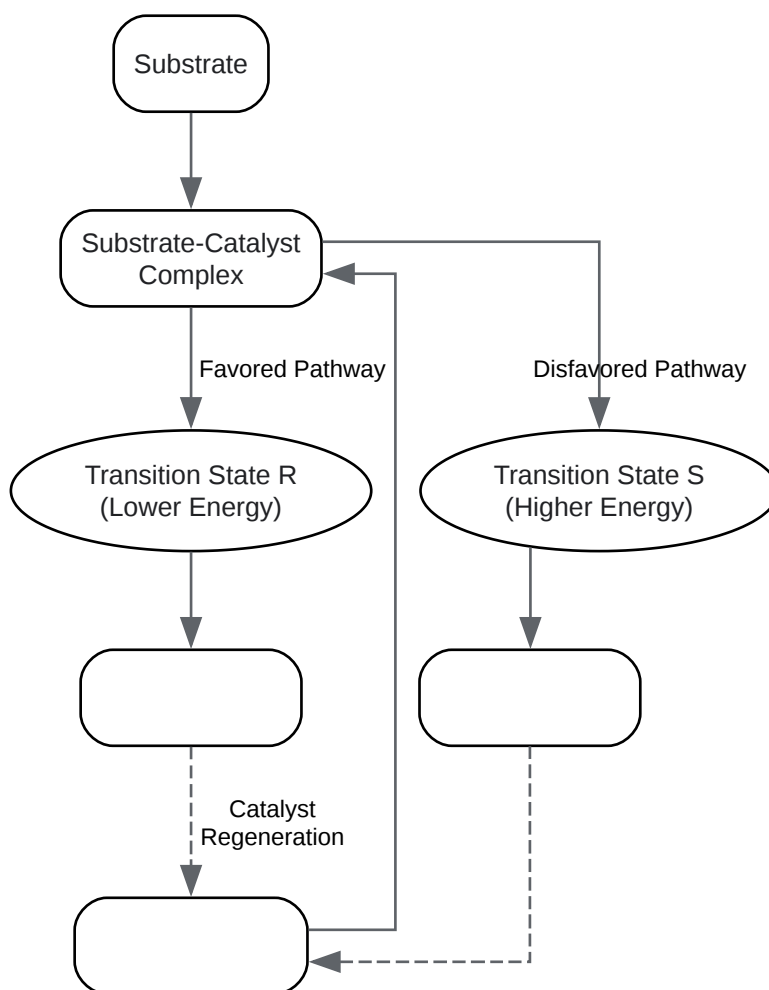 Substrate
Substrate-Catalyst
Complex
Favored Pathway
Disfavored Pathway
Transition State R
(Lower Energy)
Transition State S
(Higher Energy)
Catalyst
Regeneration